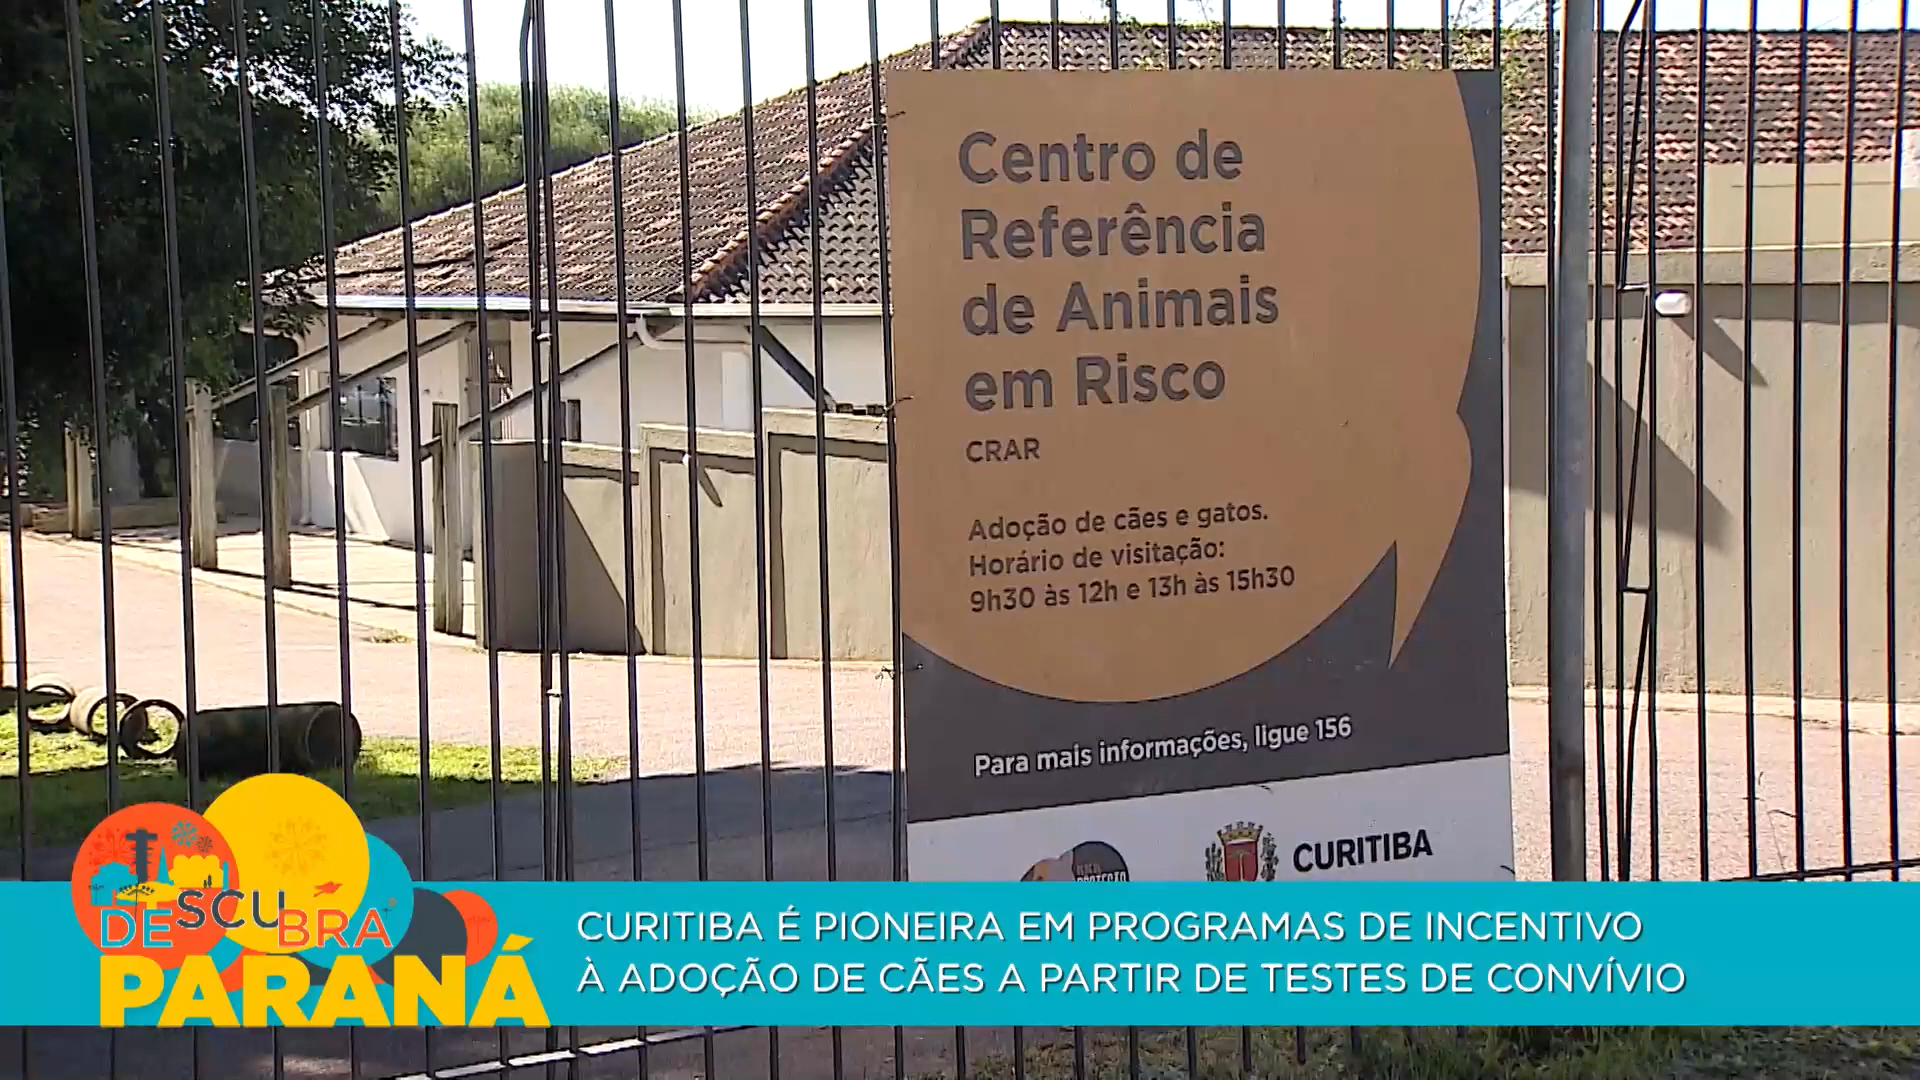 Centro de
Referência
de Animais
em Risco
CRAR
Adoção de cães e gatos.
Horário de visitação:
9h30 às 12h e 13h às 15h30
Para mais informações, ligue 156
CURITIBA
DESCUBRA
PARANÁ
CURITIBA É PIONEIRA EM PROGRAMAS DE INCENTIVO
À ADOÇÃO DE CÃES A PARTIR DE TESTES DE CONVÍVIO